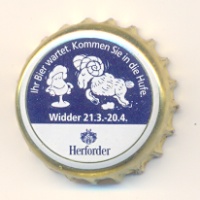 Ihr Bier wartet. Kommen Sie in die Hufe.
Widder 21.3.-20.4.
Herforder